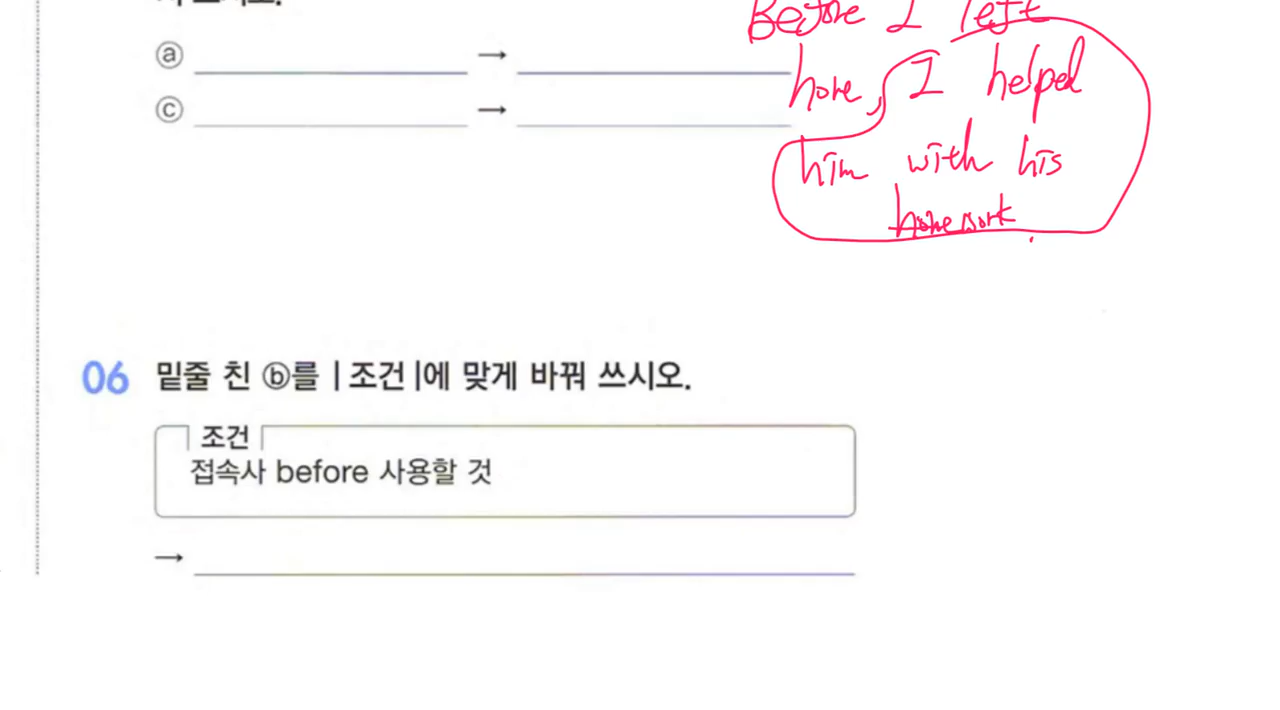 Before I left
ⓐ → home, I helped
ⓒ →
him with his
homework
06 밑줄 친 ⓑ를 |조건|에 맞게 바꿔 쓰시오.
조건
접속사 before 사용할 것
→